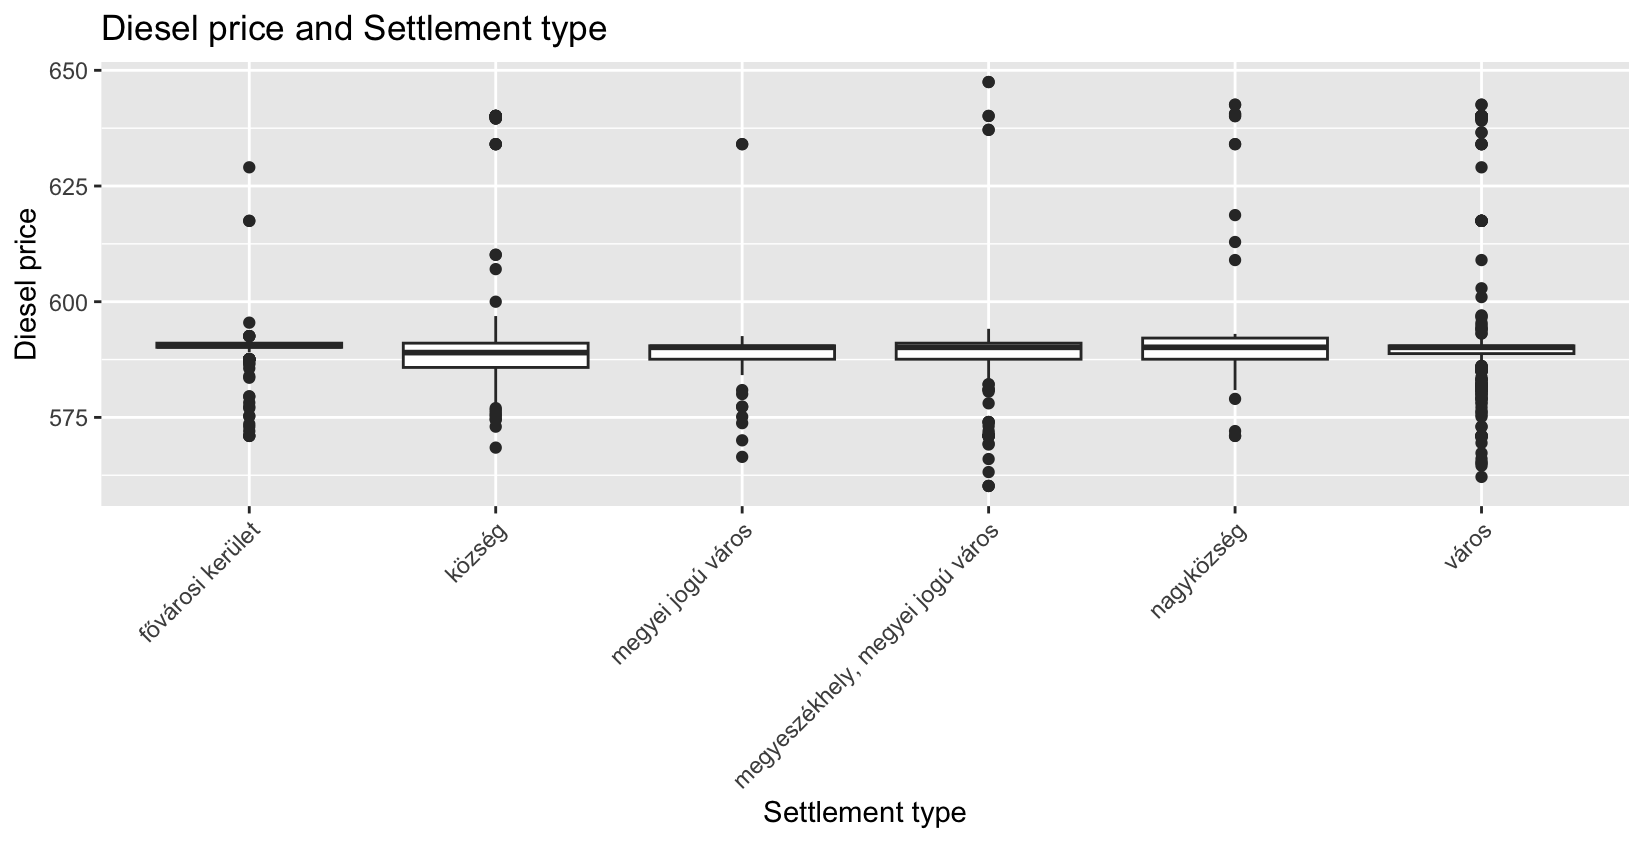 Diesel price and Settlement type
Diesel price
650
625
600
575
fővárosi kerület
község
megyei jogú város
megyeszékhely, megyei jogú város
nagyközség
város
Settlement type